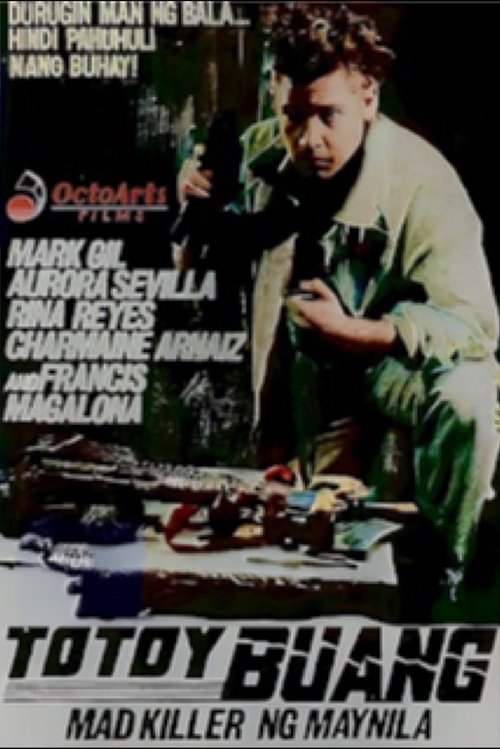 DURUGIN MAN NG BALA...
HINDI PAHUHULI
NANG BUHAY!
OctoArts
FILMS
MARK GIL
AURORA SEVILLA
RINA REYES
CHARMAINE ARNAIZ
AND FRANCIS
MAGALONA
TOTOY BUANG
MAD KILLER NG MAYNILA